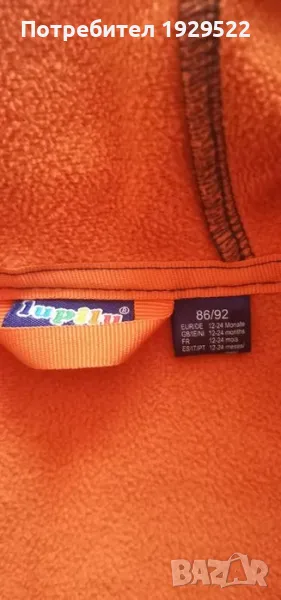 Потребител 1929522
lupilu®
86/92
EUR/DE 12-24 Monate
GB/IE/NI 12-24 months
FR 12-24 mois
ES/IT/PT 12-24 meses/
BAZAR